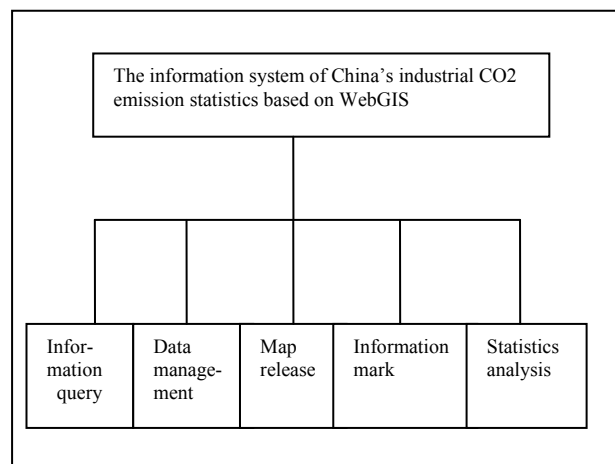 The information system of China's industrial CO2
emission statistics based on WebGIS
Infor-
mation
query
Data
manage-
ment
Map
release
Information
mark
Statistics
analysis